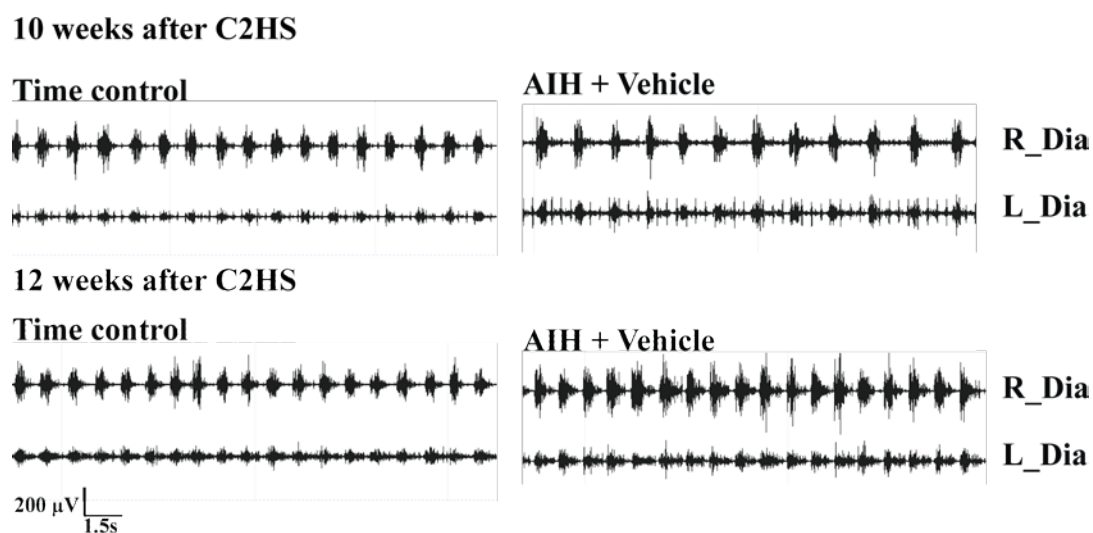 10 weeks after C2HS
Time control
AIH + Vehicle
R_Dia
L_Dia
12 weeks after C2HS
Time control
AIH + Vehicle
R_Dia
L_Dia
200 µV
1.5s